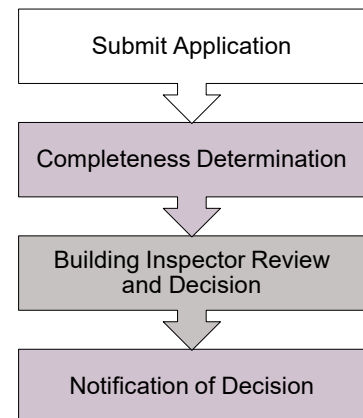 Submit Application
Completeness Determination
Building Inspector Review
and Decision
Notification of Decision